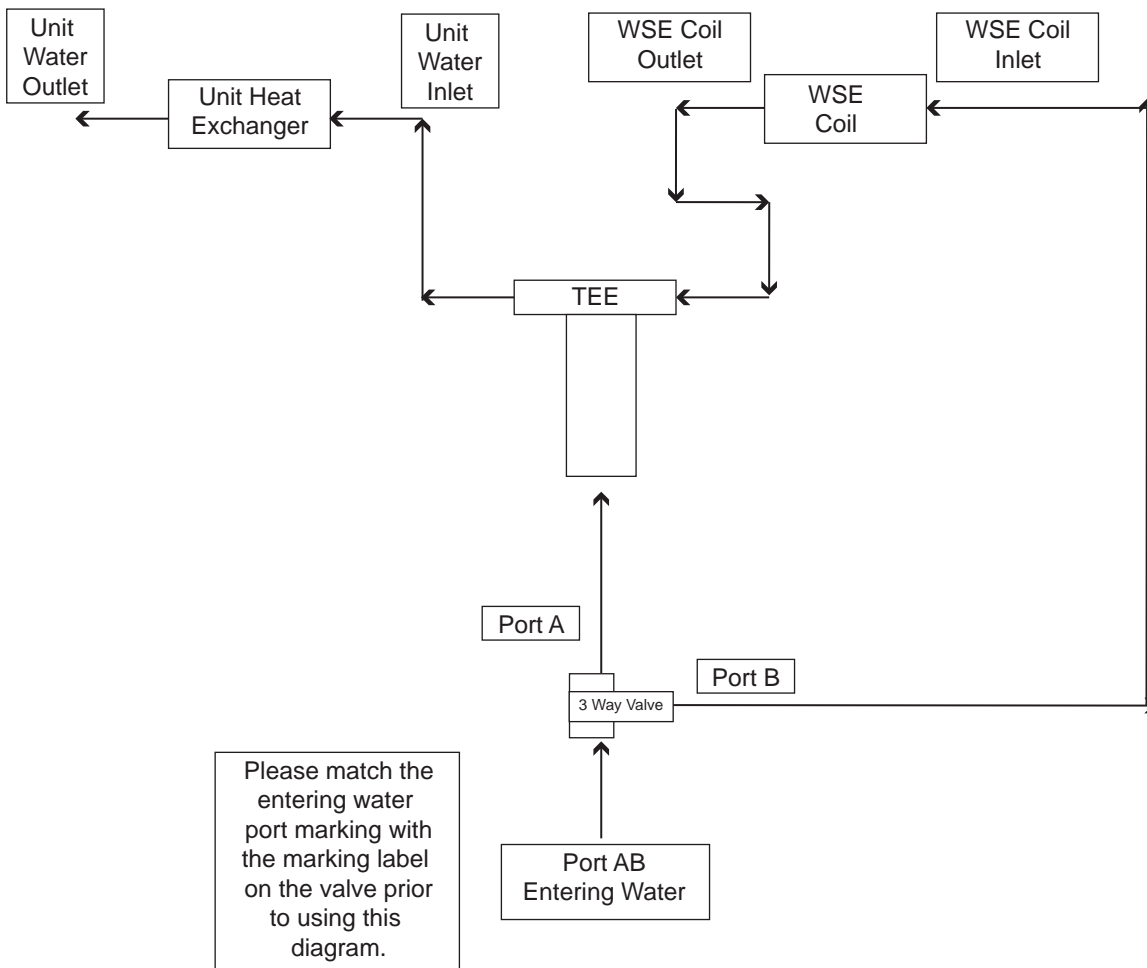 Unit
Water
Outlet
Unit Heat
Exchanger
Unit
Water
Inlet
WSE Coil
Outlet
WSE
Coil
WSE Coil
Inlet
TEE
Port A
Port B
3 Way Valve
Please match the
entering water
port marking with
the marking label
on the valve prior
to using this
diagram.
Port AB
Entering Water